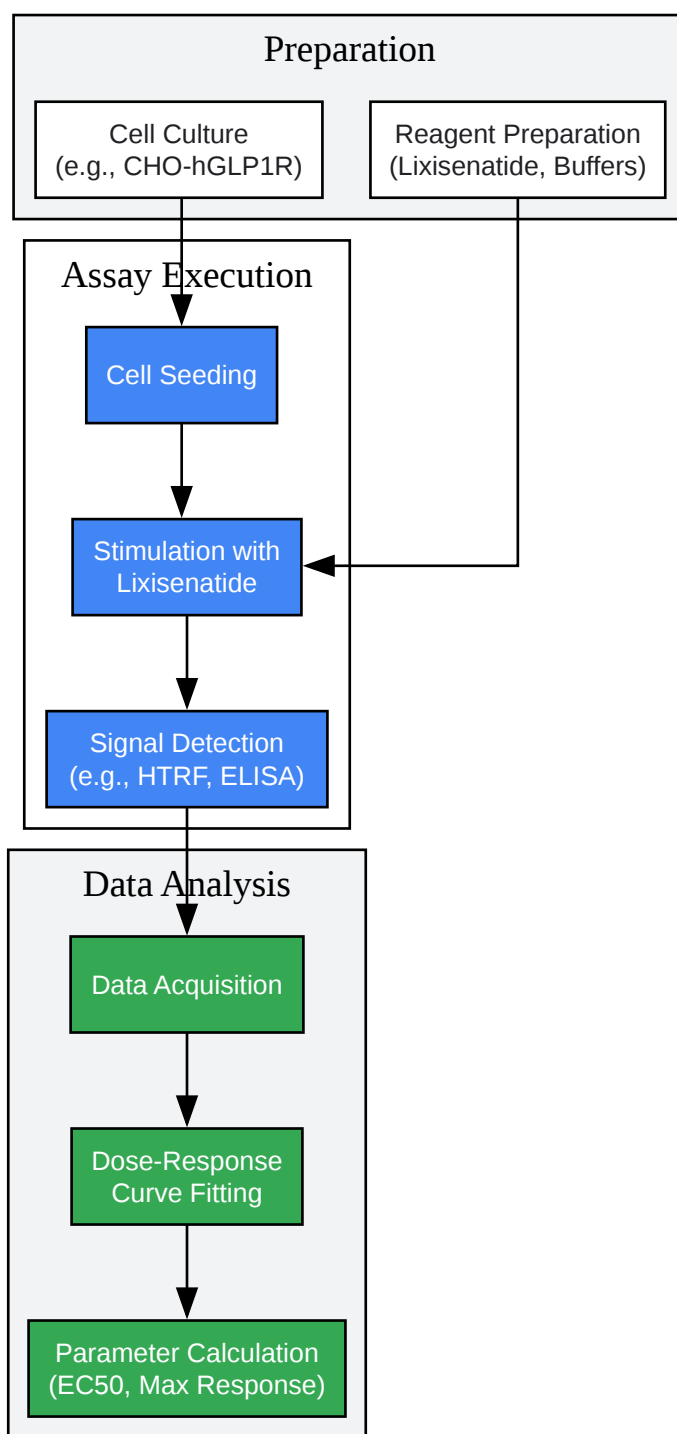 Preparation
Cell Culture
(e.g., CHO-hGLP1R)
Reagent Preparation
(Lixisenatide, Buffers)
Assay Execution
Cell Seeding
Stimulation with
Lixisenatide
Signal Detection
(e.g., HTRF, ELISA)
Data Analysis
Data Acquisition
Dose-Response
Curve Fitting
Parameter Calculation
(EC50, Max Response)